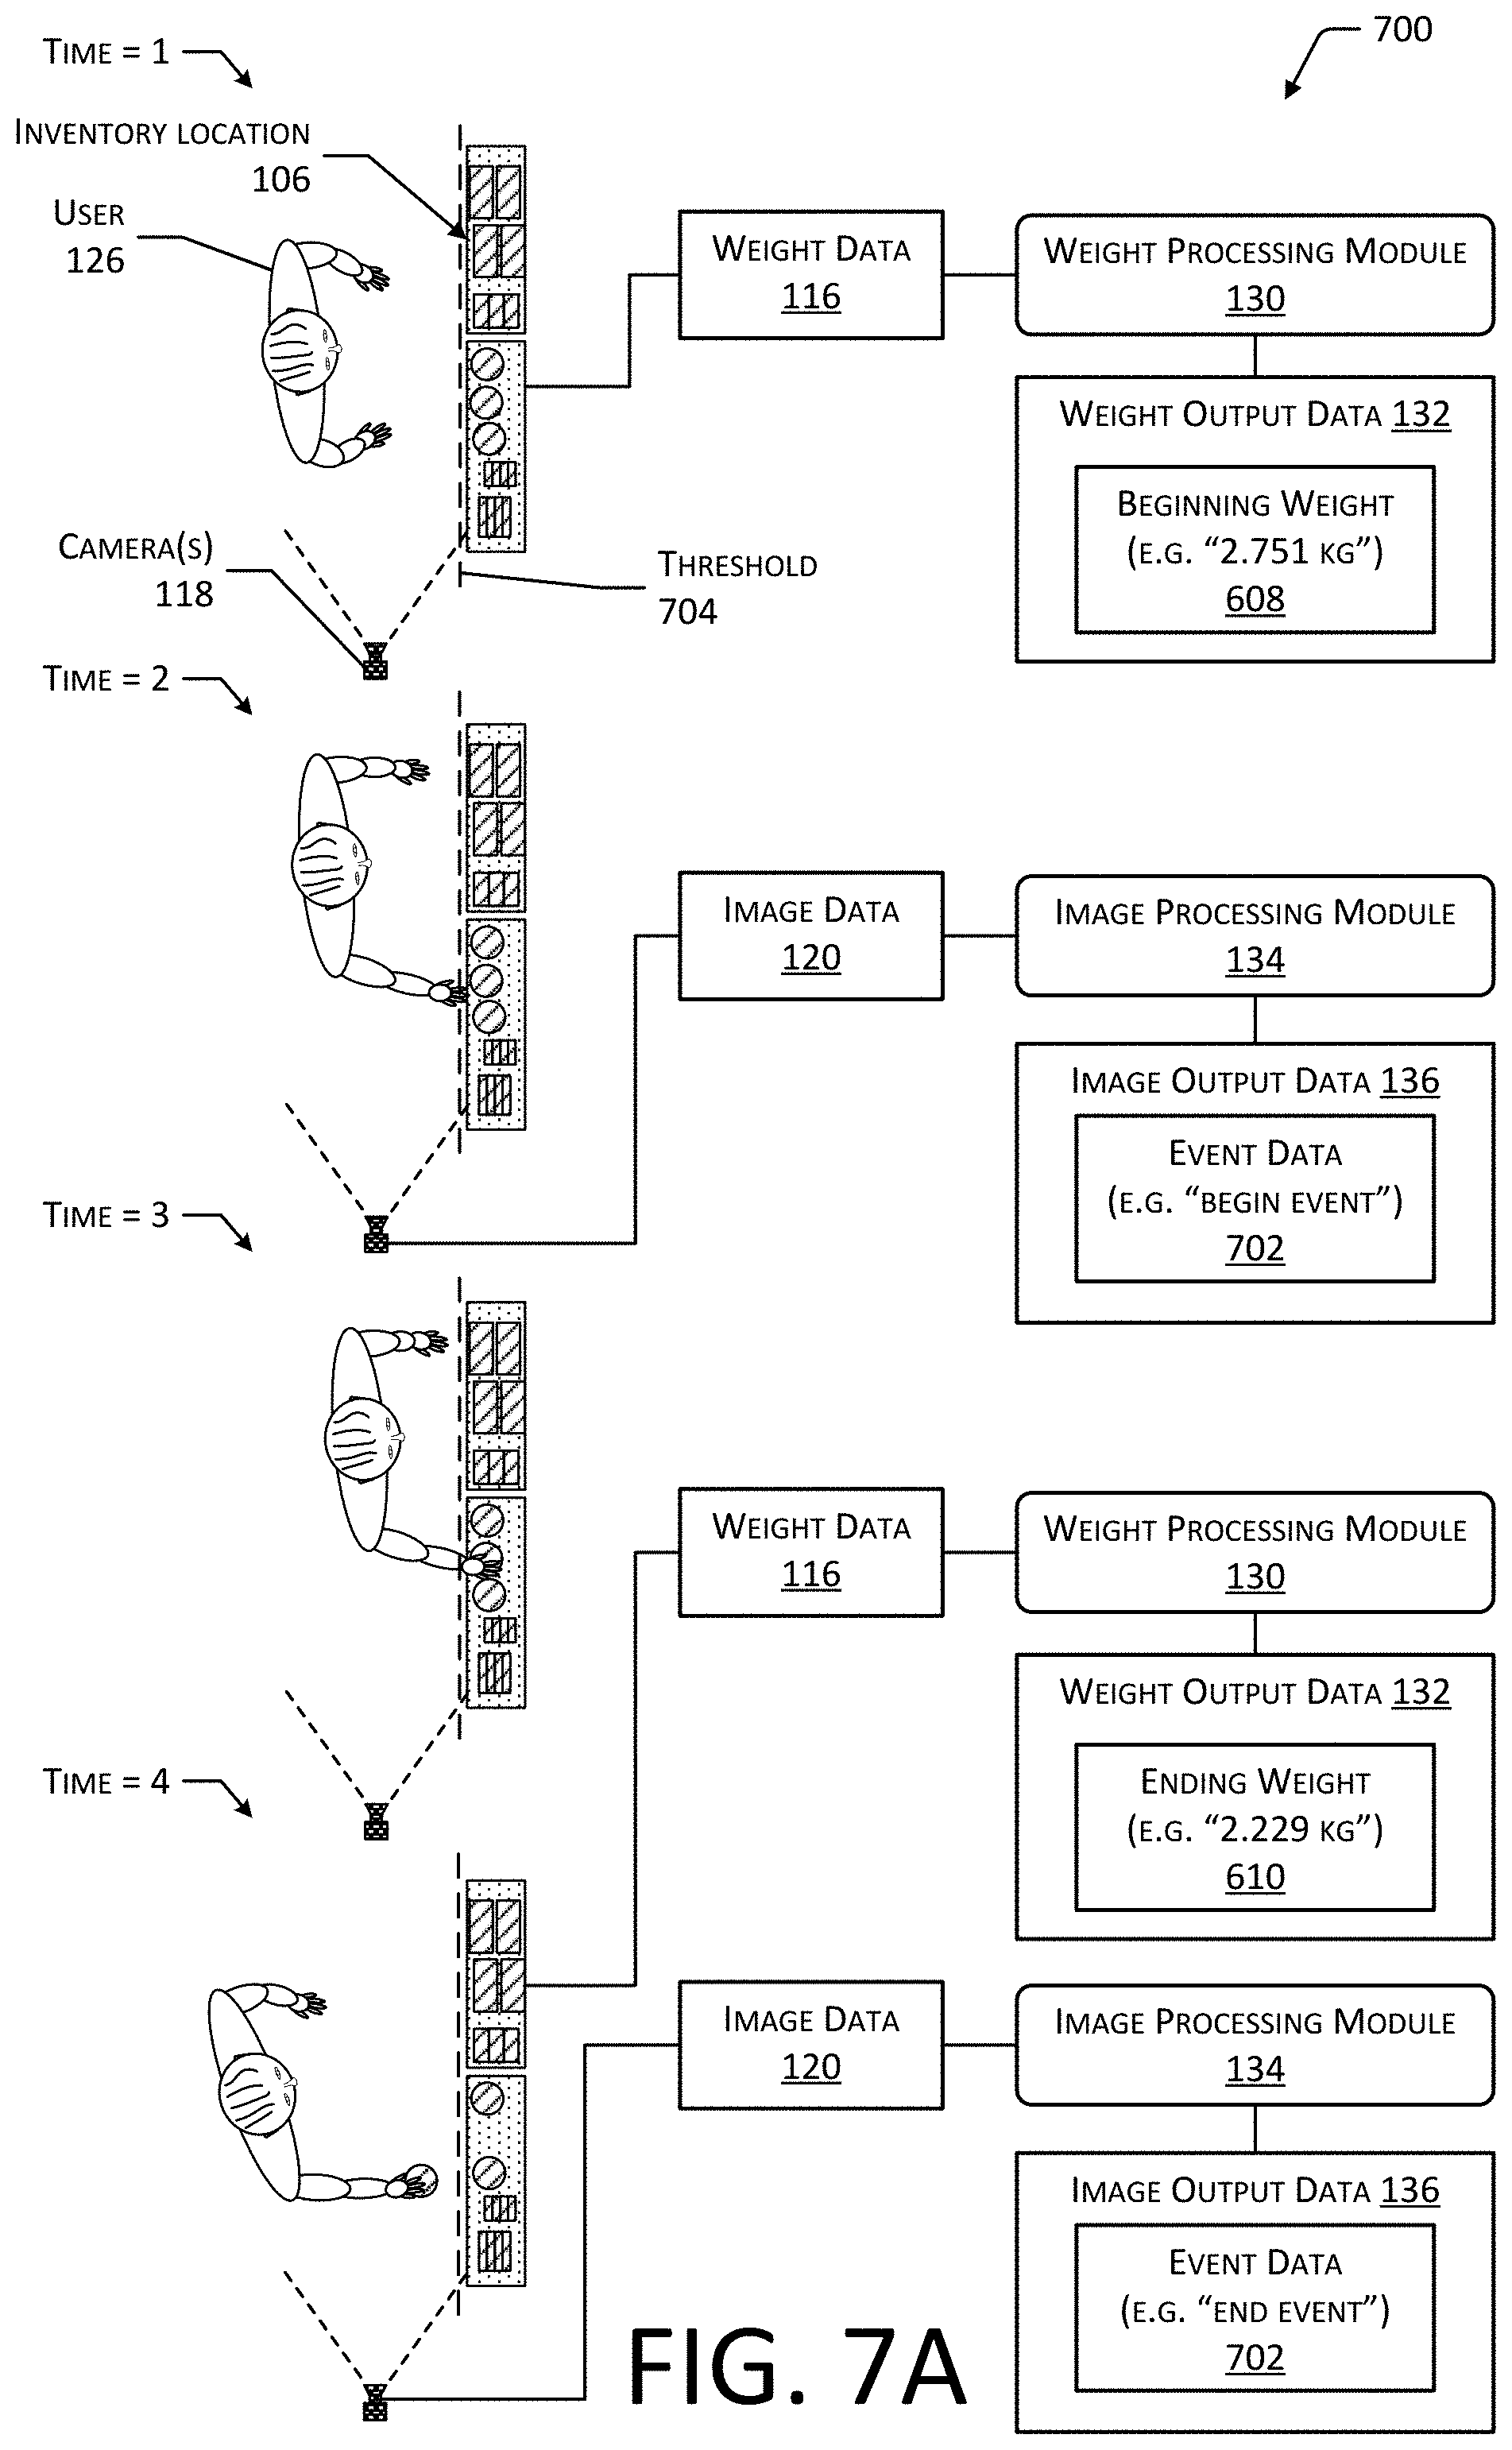 TIME = 1
700
INVENTORY LOCATION
106
USER
126
WEIGHT DATA
116
WEIGHT PROCESSING MODULE
130
WEIGHT OUTPUT DATA 132
BEGINNING WEIGHT
(E.G. “2.751 KG”)
608
CAMERA(S)
118
THRESHOLD
704
TIME = 2
IMAGE DATA
120
IMAGE PROCESSING MODULE
134
IMAGE OUTPUT DATA 136
EVENT DATA
(E.G. “BEGIN EVENT”)
702
TIME = 3
WEIGHT DATA
116
WEIGHT PROCESSING MODULE
130
WEIGHT OUTPUT DATA 132
ENDING WEIGHT
(E.G. “2.229 KG”)
610
TIME = 4
IMAGE DATA
120
IMAGE PROCESSING MODULE
134
IMAGE OUTPUT DATA 136
EVENT DATA
(E.G. “END EVENT”)
702
FIG. 7A